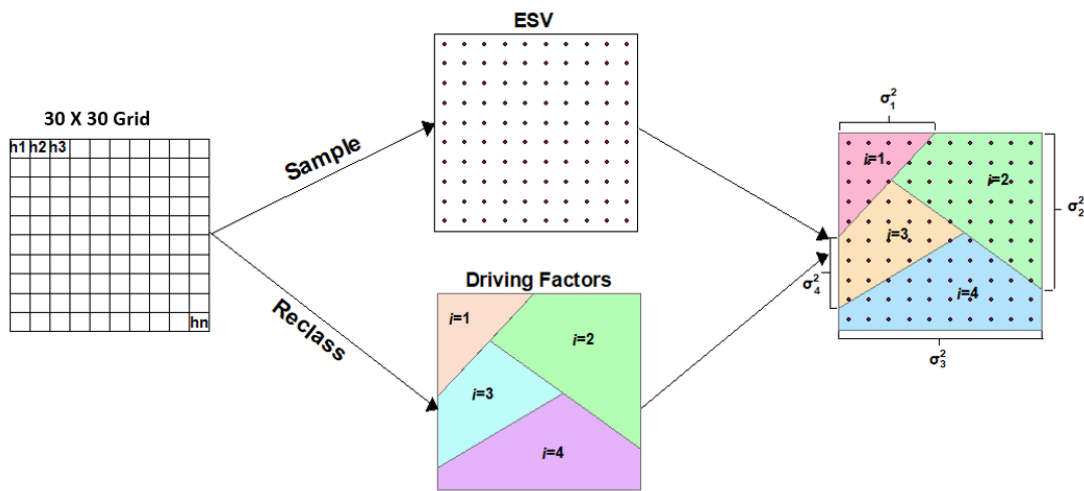 ESV
30 X 30 Grid
h1 h2 h3
hn
Sample
Reclass
Driving Factors
i=1
i=2
i=3
i=4
σ₁²
i=1
i=2
σ₂²
i=3
σ₄²
i=4
σ₃²